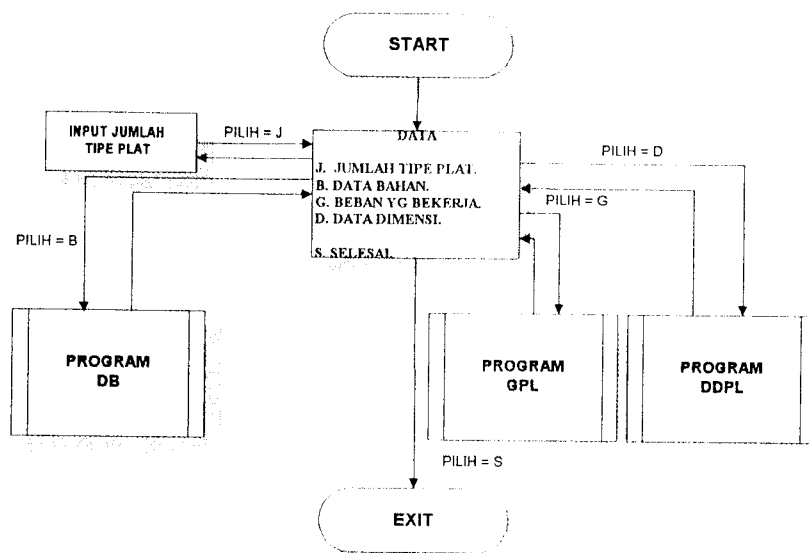 START
INPUT JUMLAH
TIPE PLAT
PILIH = J
DATA
J. JUMLAH TIPE PLAT.
B. DATA BAHAN.
G. BEBAN YG BEKERJA.
D. DATA DIMENSI.
S. SELESAI.
PILIH = D
PILIH = G
PILIH = B
PROGRAM
DB
PROGRAM
GPL
PROGRAM
DDPL
PILIH = S
EXIT